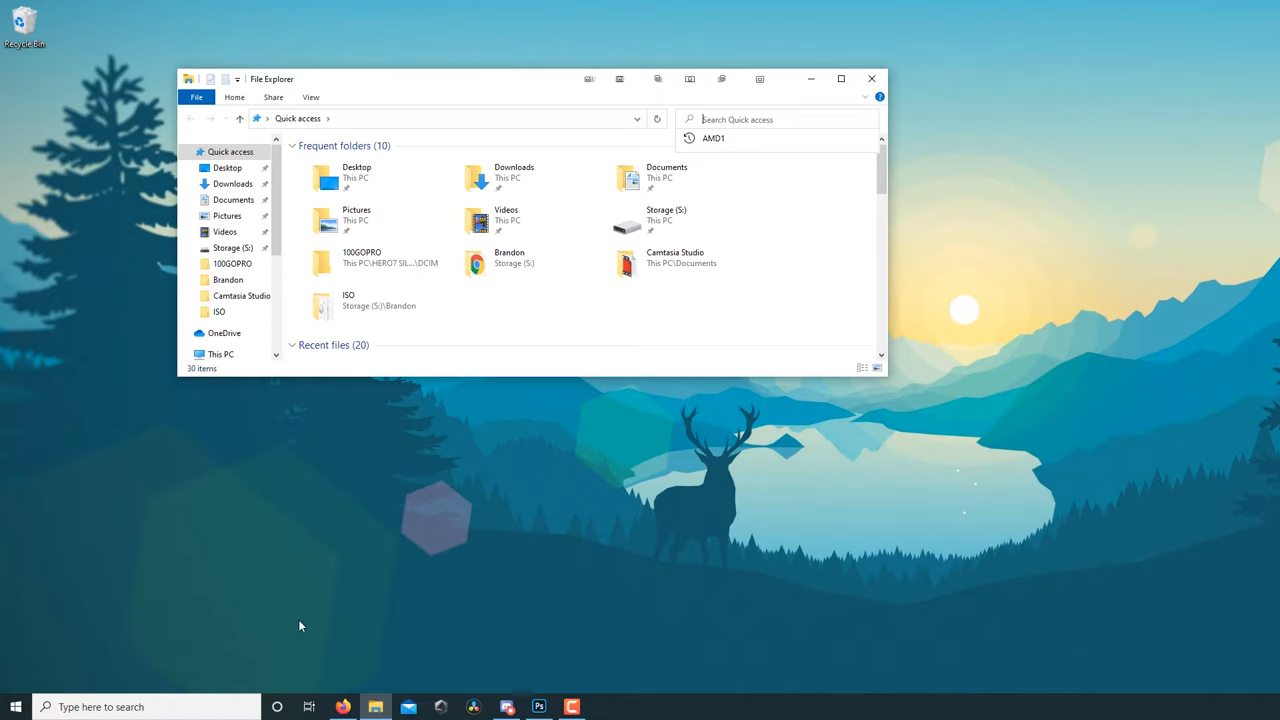 Recycle Bin
File Explorer
File Home Share View
Quick access
Search Quick access
AMD1
Quick access
Desktop
Downloads
Documents
Pictures
Videos
Storage (S:)
100GOPRO
Brandon
Camtasia Studio
ISO
OneDrive
This PC
Frequent folders (10)
Desktop
This PC
Downloads
This PC
Documents
This PC
Pictures
This PC
Videos
This PC
Storage (S:)
This PC
100GOPRO
This PC\HERO7 SIL...\DCIM
Brandon
Storage (S:)
Camtasia Studio
This PC\Documents
ISO
Storage (S:)\Brandon
Recent files (20)
30 items
Type here to search
Ps
C